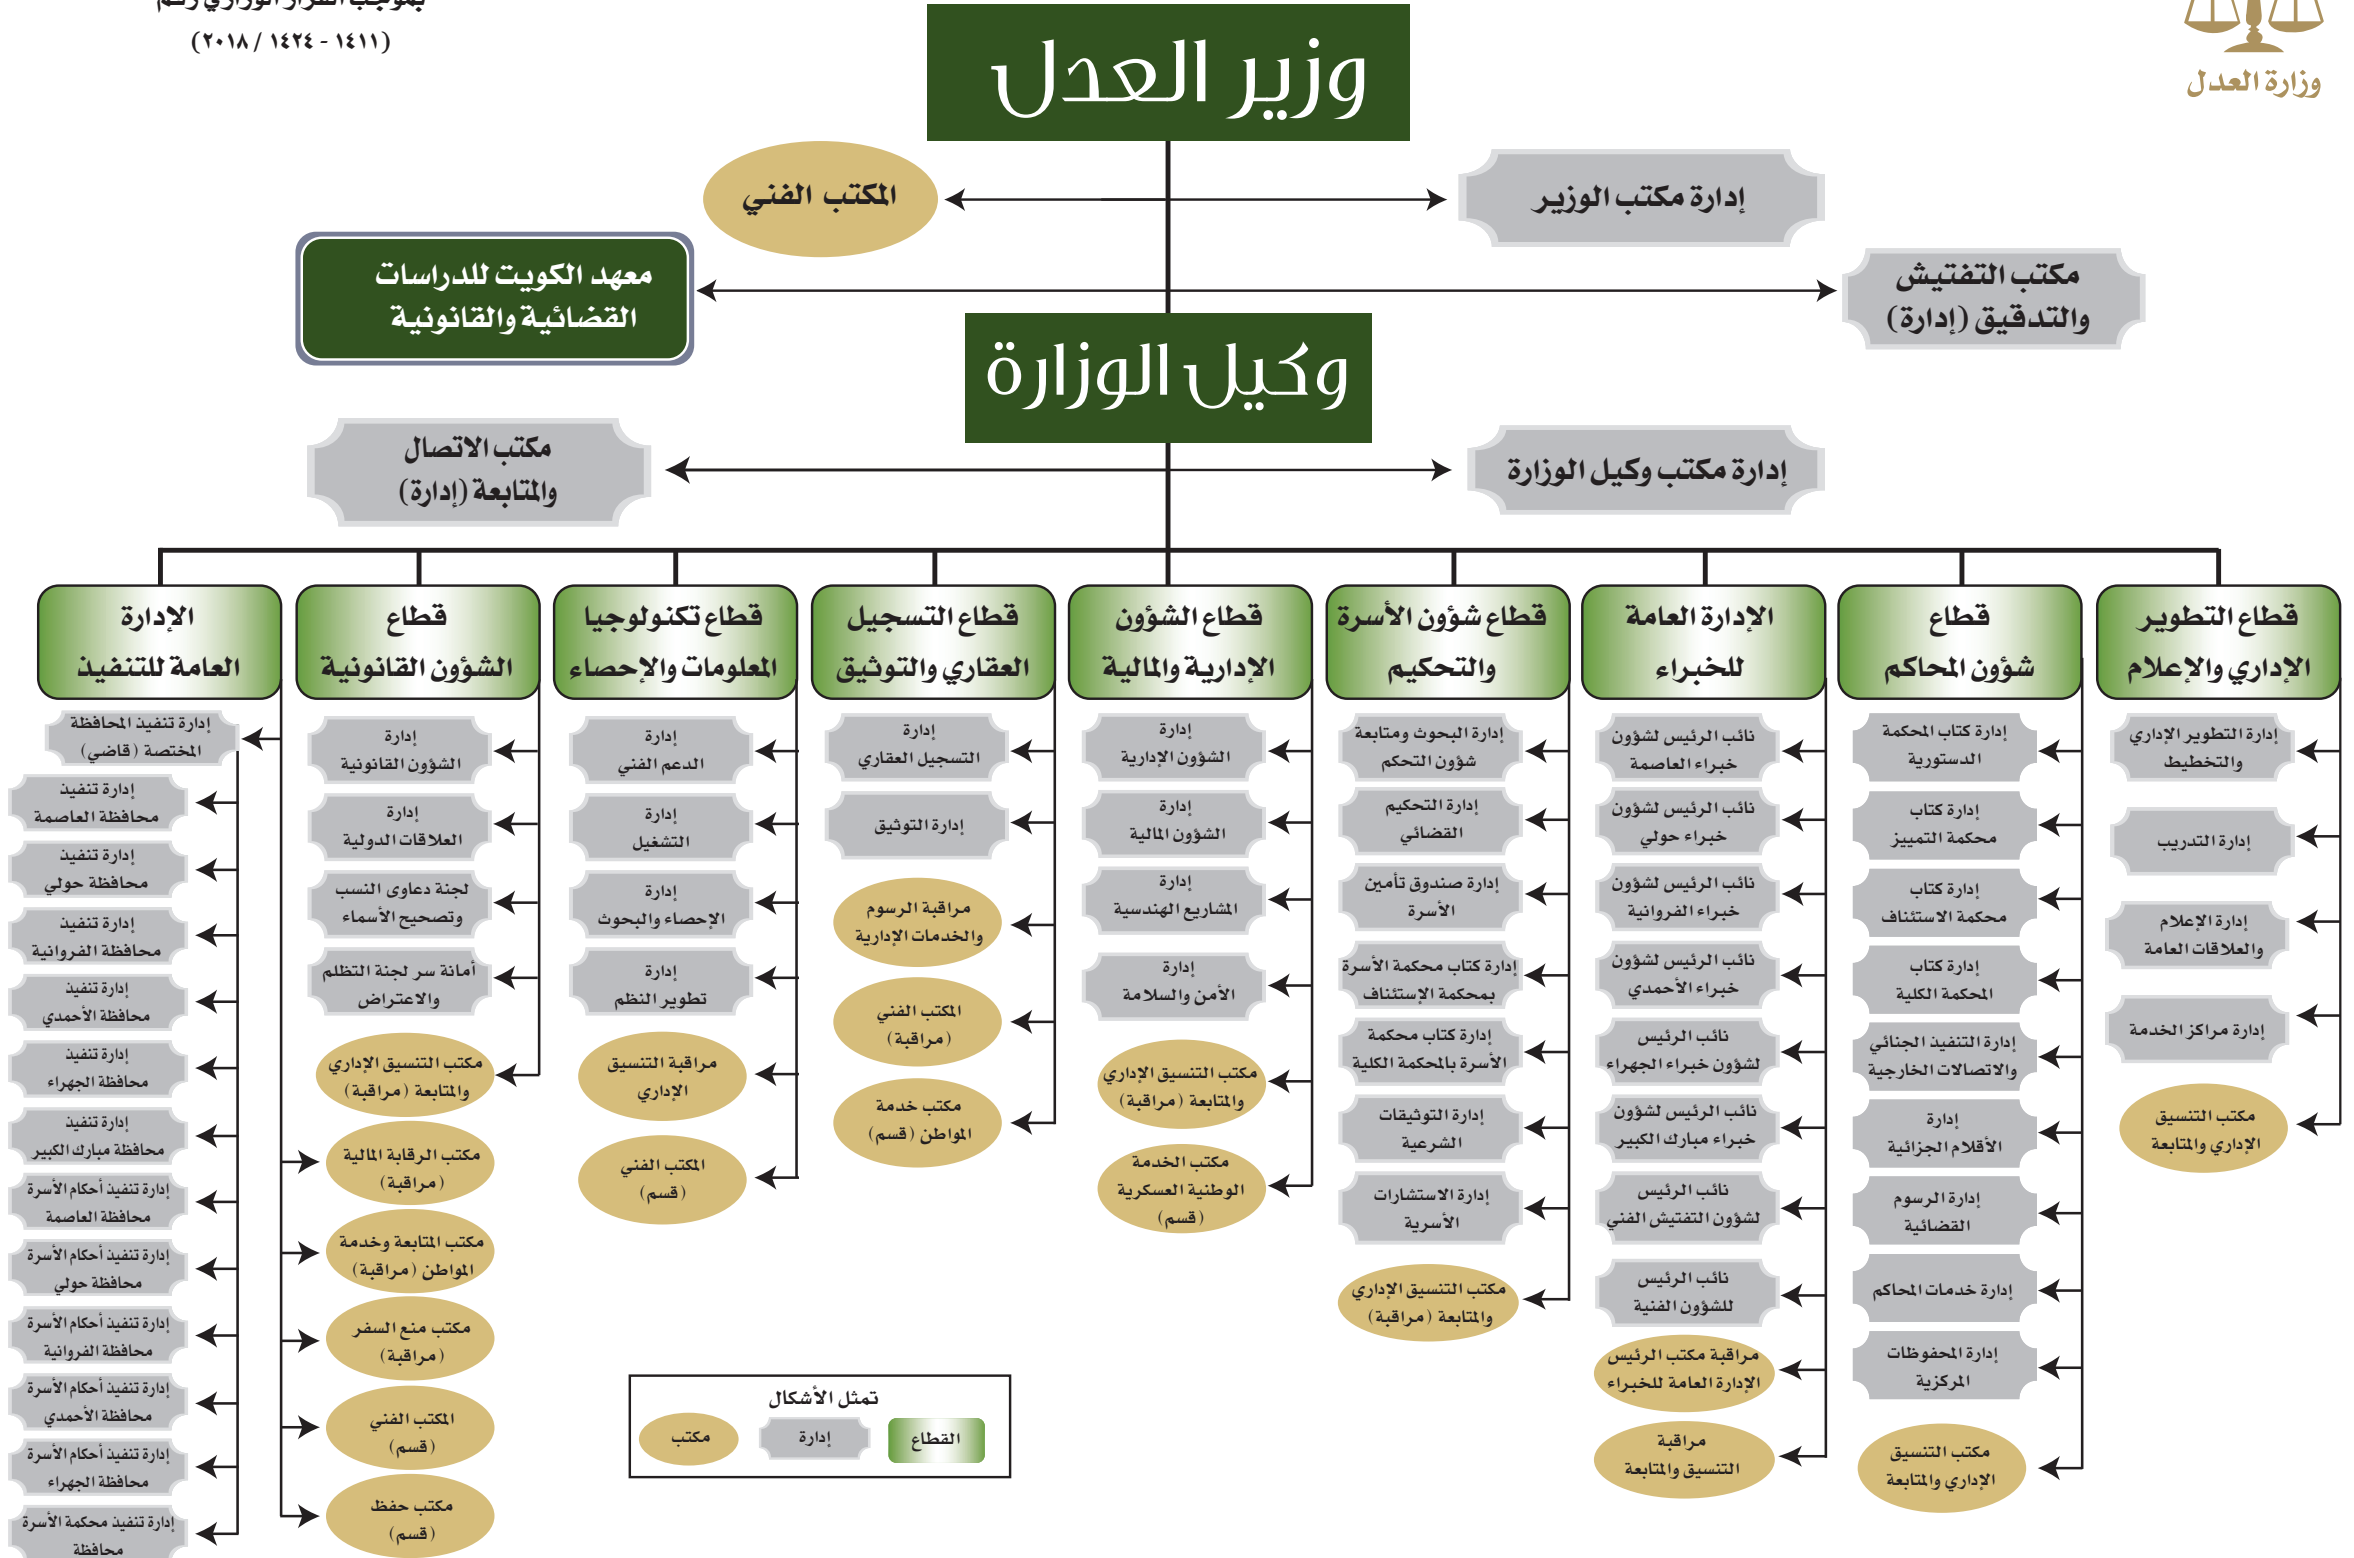 وزارة العدل
بموجب القرار الوزاري رقم
(١٤١١ - ١٤٢٤ / ٢٠١٨)
وزير العدل
إدارة مكتب الوزير
المكتب الفني
مكتب التفتيش
والتدقيق (إدارة)
معهد الكويت للدراسات
القضائية والقانونية
وكيل الوزارة
إدارة مكتب وكيل الوزارة
مكتب الاتصال
والمتابعة (إدارة)
قطاع التطوير
الإداري والإعلام
إدارة التطوير الإداري
والتخطيط
إدارة التدريب
إدارة الإعلام
والعلاقات العامة
إدارة مراكز الخدمة
مكتب التنسيق
الإداري والمتابعة
قطاع
شؤون المحاكم
إدارة كتاب المحكمة
الدستورية
إدارة كتاب
محكمة التمييز
إدارة كتاب
محكمة الاستئناف
إدارة كتاب
المحكمة الكلية
إدارة التنفيذ الجنائي
والاتصالات الخارجية
إدارة
الأقلام الجزائية
إدارة الرسوم
القضائية
إدارة خدمات المحاكم
إدارة المحفوظات
المركزية
مكتب التنسيق
الإداري والمتابعة
الإدارة العامة
للخبراء
نائب الرئيس لشؤون
خبراء العاصمة
نائب الرئيس لشؤون
خبراء حولي
نائب الرئيس لشؤون
خبراء الفروانية
نائب الرئيس لشؤون
خبراء الأحمدي
نائب الرئيس
لشؤون خبراء الجهراء
نائب الرئيس لشؤون
خبراء مبارك الكبير
نائب الرئيس
لشؤون التفتيش الفني
نائب الرئيس
للشؤون الفنية
مراقبة مكتب الرئيس
الإدارة العامة للخبراء
مراقبة
التنسيق والمتابعة
قطاع شؤون الأسرة
والتحكيم
إدارة البحوث ومتابعة
شؤون التحكم
إدارة التحكيم
القضائي
إدارة صندوق تأمين
الأسرة
إدارة كتاب محكمة الأسرة
بمحكمة الإستئناف
إدارة كتاب محكمة
الأسرة بالمحكمة الكلية
إدارة التوثيقات
الشرعية
إدارة الاستشارات
الأسرية
مكتب التنسيق الإداري
والمتابعة (مراقبة)
قطاع الشؤون
الإدارية والمالية
إدارة
الشؤون الإدارية
إدارة
الشؤون المالية
إدارة
المشاريع الهندسية
إدارة
الأمن والسلامة
مكتب التنسيق الإداري
والمتابعة (مراقبة)
مكتب الخدمة
الوطنية العسكرية
(قسم)
قطاع التسجيل
العقاري والتوثيق
إدارة
التسجيل العقاري
إدارة التوثيق
مراقبة الرسوم
والخدمات الإدارية
المكتب الفني
(مراقبة)
مكتب خدمة
المواطن (قسم)
قطاع تكنولوجيا
المعلومات والإحصاء
إدارة
الدعم الفني
إدارة
التشغيل
إدارة
الإحصاء والبحوث
إدارة
تطوير النظم
مراقبة التنسيق
الإداري
المكتب الفني
(قسم)
قطاع
الشؤون القانونية
إدارة
الشؤون القانونية
إدارة
العلاقات الدولية
لجنة دعاوى النسب
وتصحيح الأسماء
أمانة سر لجنة التظلم
والاعتراض
مكتب التنسيق الإداري
والمتابعة (مراقبة)
الإدارة
العامة للتنفيذ
مكتب الرقابة المالية
(مراقبة)
مكتب المتابعة وخدمة
المواطن (مراقبة)
مكتب منع السفر
(مراقبة)
المكتب الفني
(قسم)
مكتب حفظ
(قسم)
إدارة تنفيذ المحافظة
المختصة (قاضي)
إدارة تنفيذ
محافظة العاصمة
إدارة تنفيذ
محافظة حولي
إدارة تنفيذ
محافظة الفروانية
إدارة تنفيذ
محافظة الأحمدي
إدارة تنفيذ
محافظة الجهراء
إدارة تنفيذ
محافظة مبارك الكبير
إدارة تنفيذ أحكام الأسرة
محافظة العاصمة
إدارة تنفيذ أحكام الأسرة
محافظة حولي
إدارة تنفيذ أحكام الأسرة
محافظة الفروانية
إدارة تنفيذ أحكام الأسرة
محافظة الأحمدي
إدارة تنفيذ أحكام الأسرة
محافظة الجهراء
إدارة تنفيذ محكمة الأسرة
محافظة
تمثل الأشكال
القطاع
إدارة
مكتب